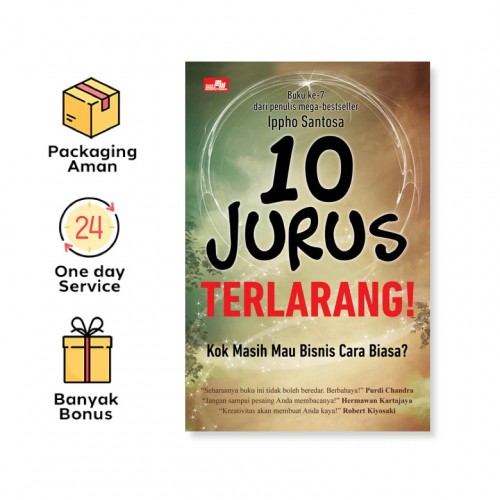 Packaging
Aman
24
One day
Service
Banyak
Bonus
Buku ke-7
dari penulis mega-bestseller
Ippho Santosa
10
JURUS
TERLARANG!
Kok Masih Mau Bisnis Cara Biasa?
“Seharusnya buku ini tidak boleh beredar. Berbahaya!” Purdi Chandra
“Jangan sampai pesaing Anda membacanya!” Hermawan Kartajaya
“Kreativitas akan membuat Anda kaya!” Robert Kiyosaki